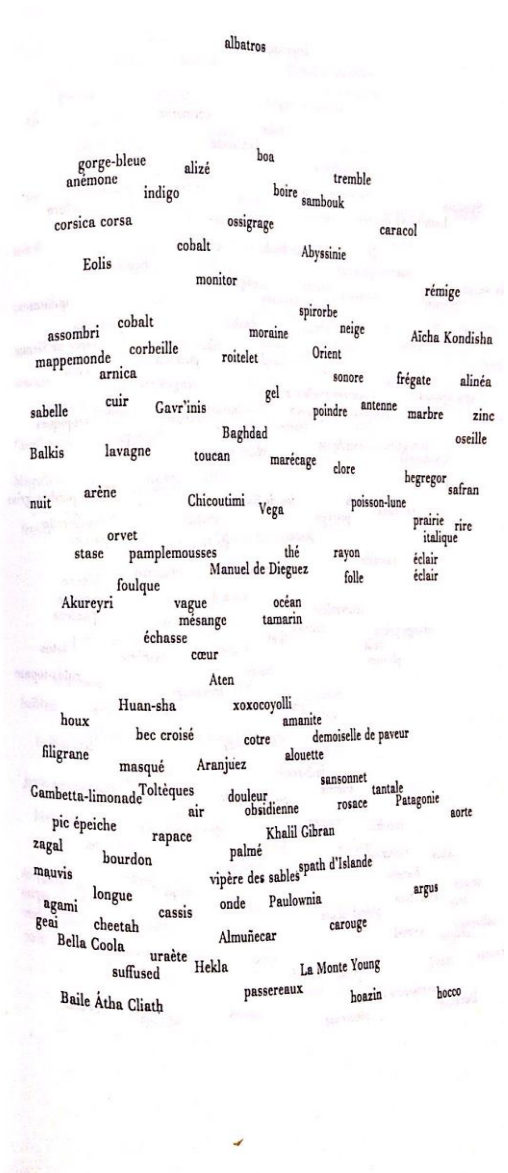 albatros
gorge-bleue alizé boa
anémone indigo boire tremble
sambouk
corsica corsa ossigrage caracol
Eolis cobalt Abyssinie
monitor rémige
spirorbe
assombri cobalt moraine neige Aïcha Kondisha
mappemonde corbeille roitelet Orient
arnica sonore frégate alinéa
sabelle cuir Gavr'inis gel poindre antenne marbre zinc
Baghdad oseille
Balkis lavagne toucan marécage clore
begregor safran
nuit arène Chicoutimi Vega poisson-lune
prairie rire
orvet italique
stase pamplemousses thé rayon éclair
Manuel de Dieguez folle éclair
foulque
Akureyri vague océan
mésange tamarin
échasse
cœur
Aten
Huan-sha xoxocoyolli
houx amanite
bec croisé cotre demoiselle de paveur
filigrane masqué Aranjuez alouette
sansonnet
Gambetta-limonade Toltèques douleur tantale
air obsidienne rosace Patagonie
pic épeiche aorte
rapace Khalil Gibran
zagal bourdon palmé
mauvis vipère des sables spath d'Islande
agami longue cassis onde Paulownia argus
geai cheetah carouge
Bella Coola Almuñecar
uraète
suffused Hekla La Monte Young
Baile Átha Cliath passereaux hoazin hocco